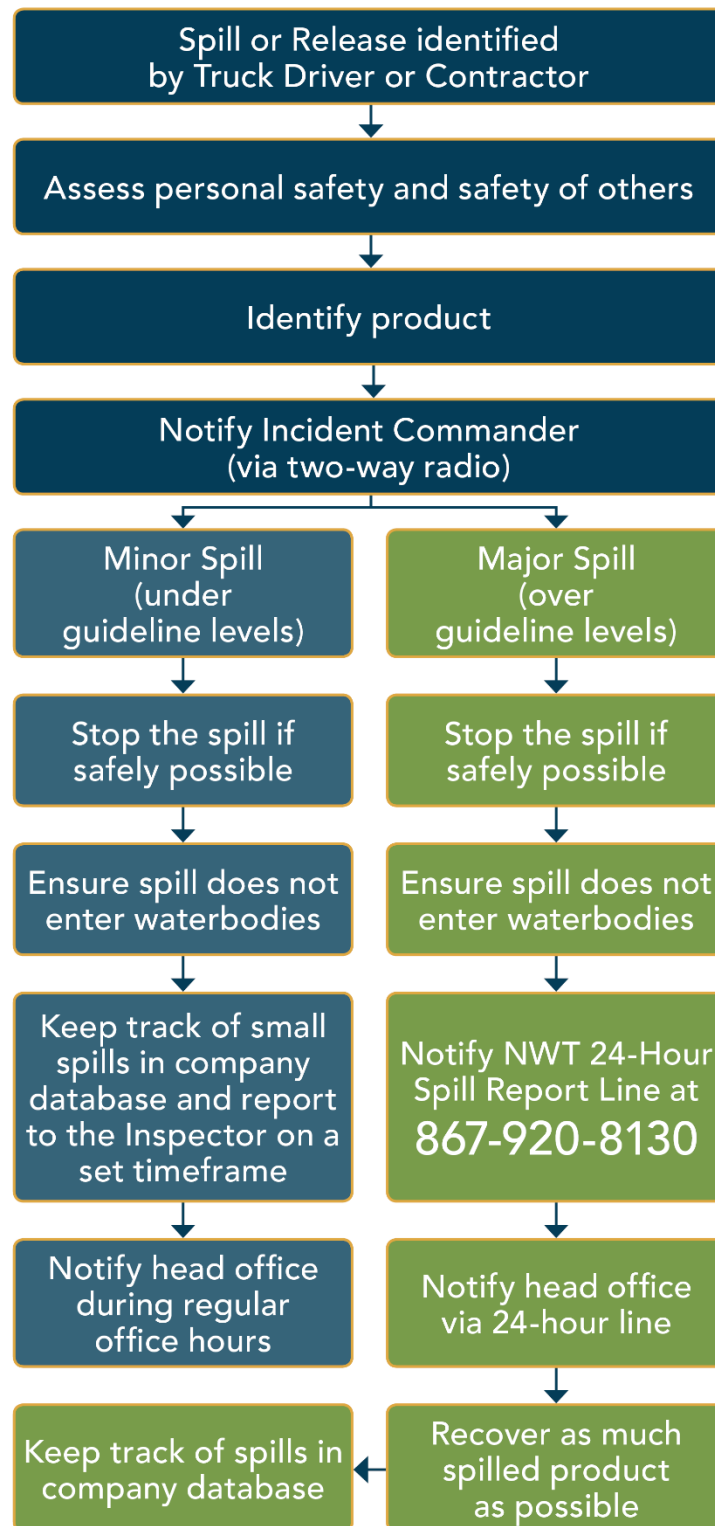 Spill or Release identified
by Truck Driver or Contractor
Assess personal safety and safety of others
Identify product
Notify Incident Commander
(via two-way radio)
Minor Spill
(under
guideline levels)
Stop the spill if
safely possible
Ensure spill does not
enter waterbodies
Keep track of small
spills in company
database and report
to the Inspector on a
set timeframe
Notify head office
during regular
office hours
Major Spill
(over
guideline levels)
Stop the spill if
safely possible
Ensure spill does not
enter waterbodies
Notify NWT 24-Hour
Spill Report Line at
867-920-8130
Notify head office
via 24-hour line
Recover as much
spilled product
as possible
Keep track of spills in
company database